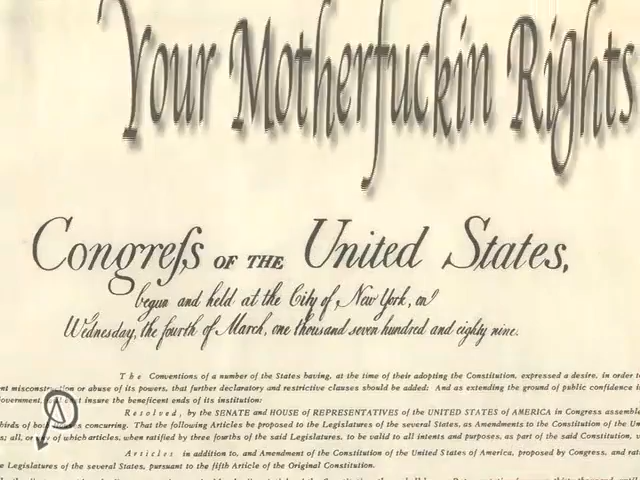 Your Motherfuckin Rights
Congreſs OF THE United States,
begun and held at the City of New York, on
Wednesday, the fourth of March, one thousand seven hundred and eighty nine.
The Conventions of a number of the States having, at the time of their adopting the Constitution, expressed a desire, in order to
nt misconstruction or abuse of its powers, that further declaratory and restrictive clauses should be added: And as extending the ground of public confidence i
overnment, insure the beneficent ends of its institution:
Resolved, by the SENATE and HOUSE of REPRESENTATIVES of the UNITED STATES of AMERICA in Congress assembl
hirds of both concurring. That the following Articles be proposed to the Legislatures of the several States, as Amendments to the Constitution of the Un
s; all, or of which articles, when ratified by three fourths of the said Legislatures, to be valid to all intents and purposes, as part of the said Constitution,
Articles in addition to, and Amendment of the Constitution of the United States of America, proposed by Congress, and rat
e Legislatures of the several States, pursuant to the fifth Article of the Original Constitution.